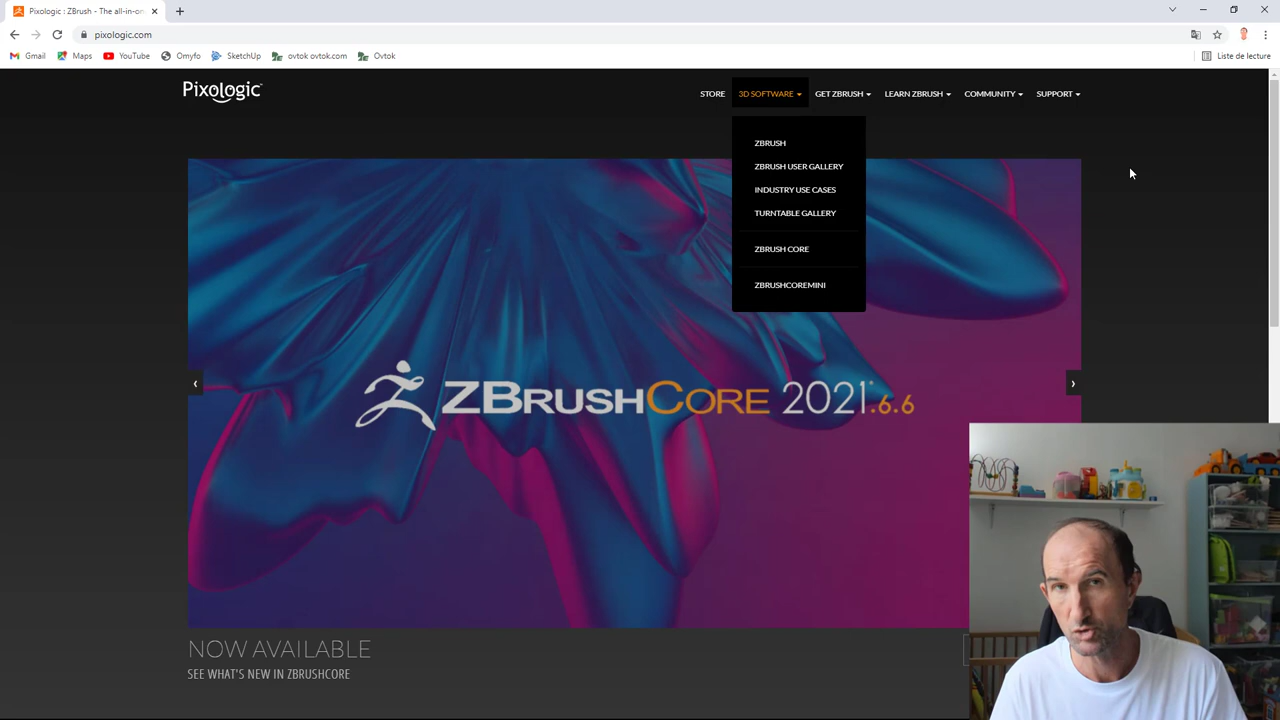 Pixologic : ZBrush - The all-in-on
pixologic.com
Gmail
Maps
YouTube
Omyfo
SketchUp
ovtok ovtok.com
Ovtok
Liste de lecture
Pixologic
STORE
3D SOFTWARE
GET ZBRUSH
LEARN ZBRUSH
COMMUNITY
SUPPORT
ZBRUSH
ZBRUSH USER GALLERY
INDUSTRY USE CASES
TURNTABLE GALLERY
ZBRUSH CORE
ZBRUSHCOREMINI
ZBRUSHCORE 2021.6.6
NOW AVAILABLE
SEE WHAT'S NEW IN ZBRUSHCORE